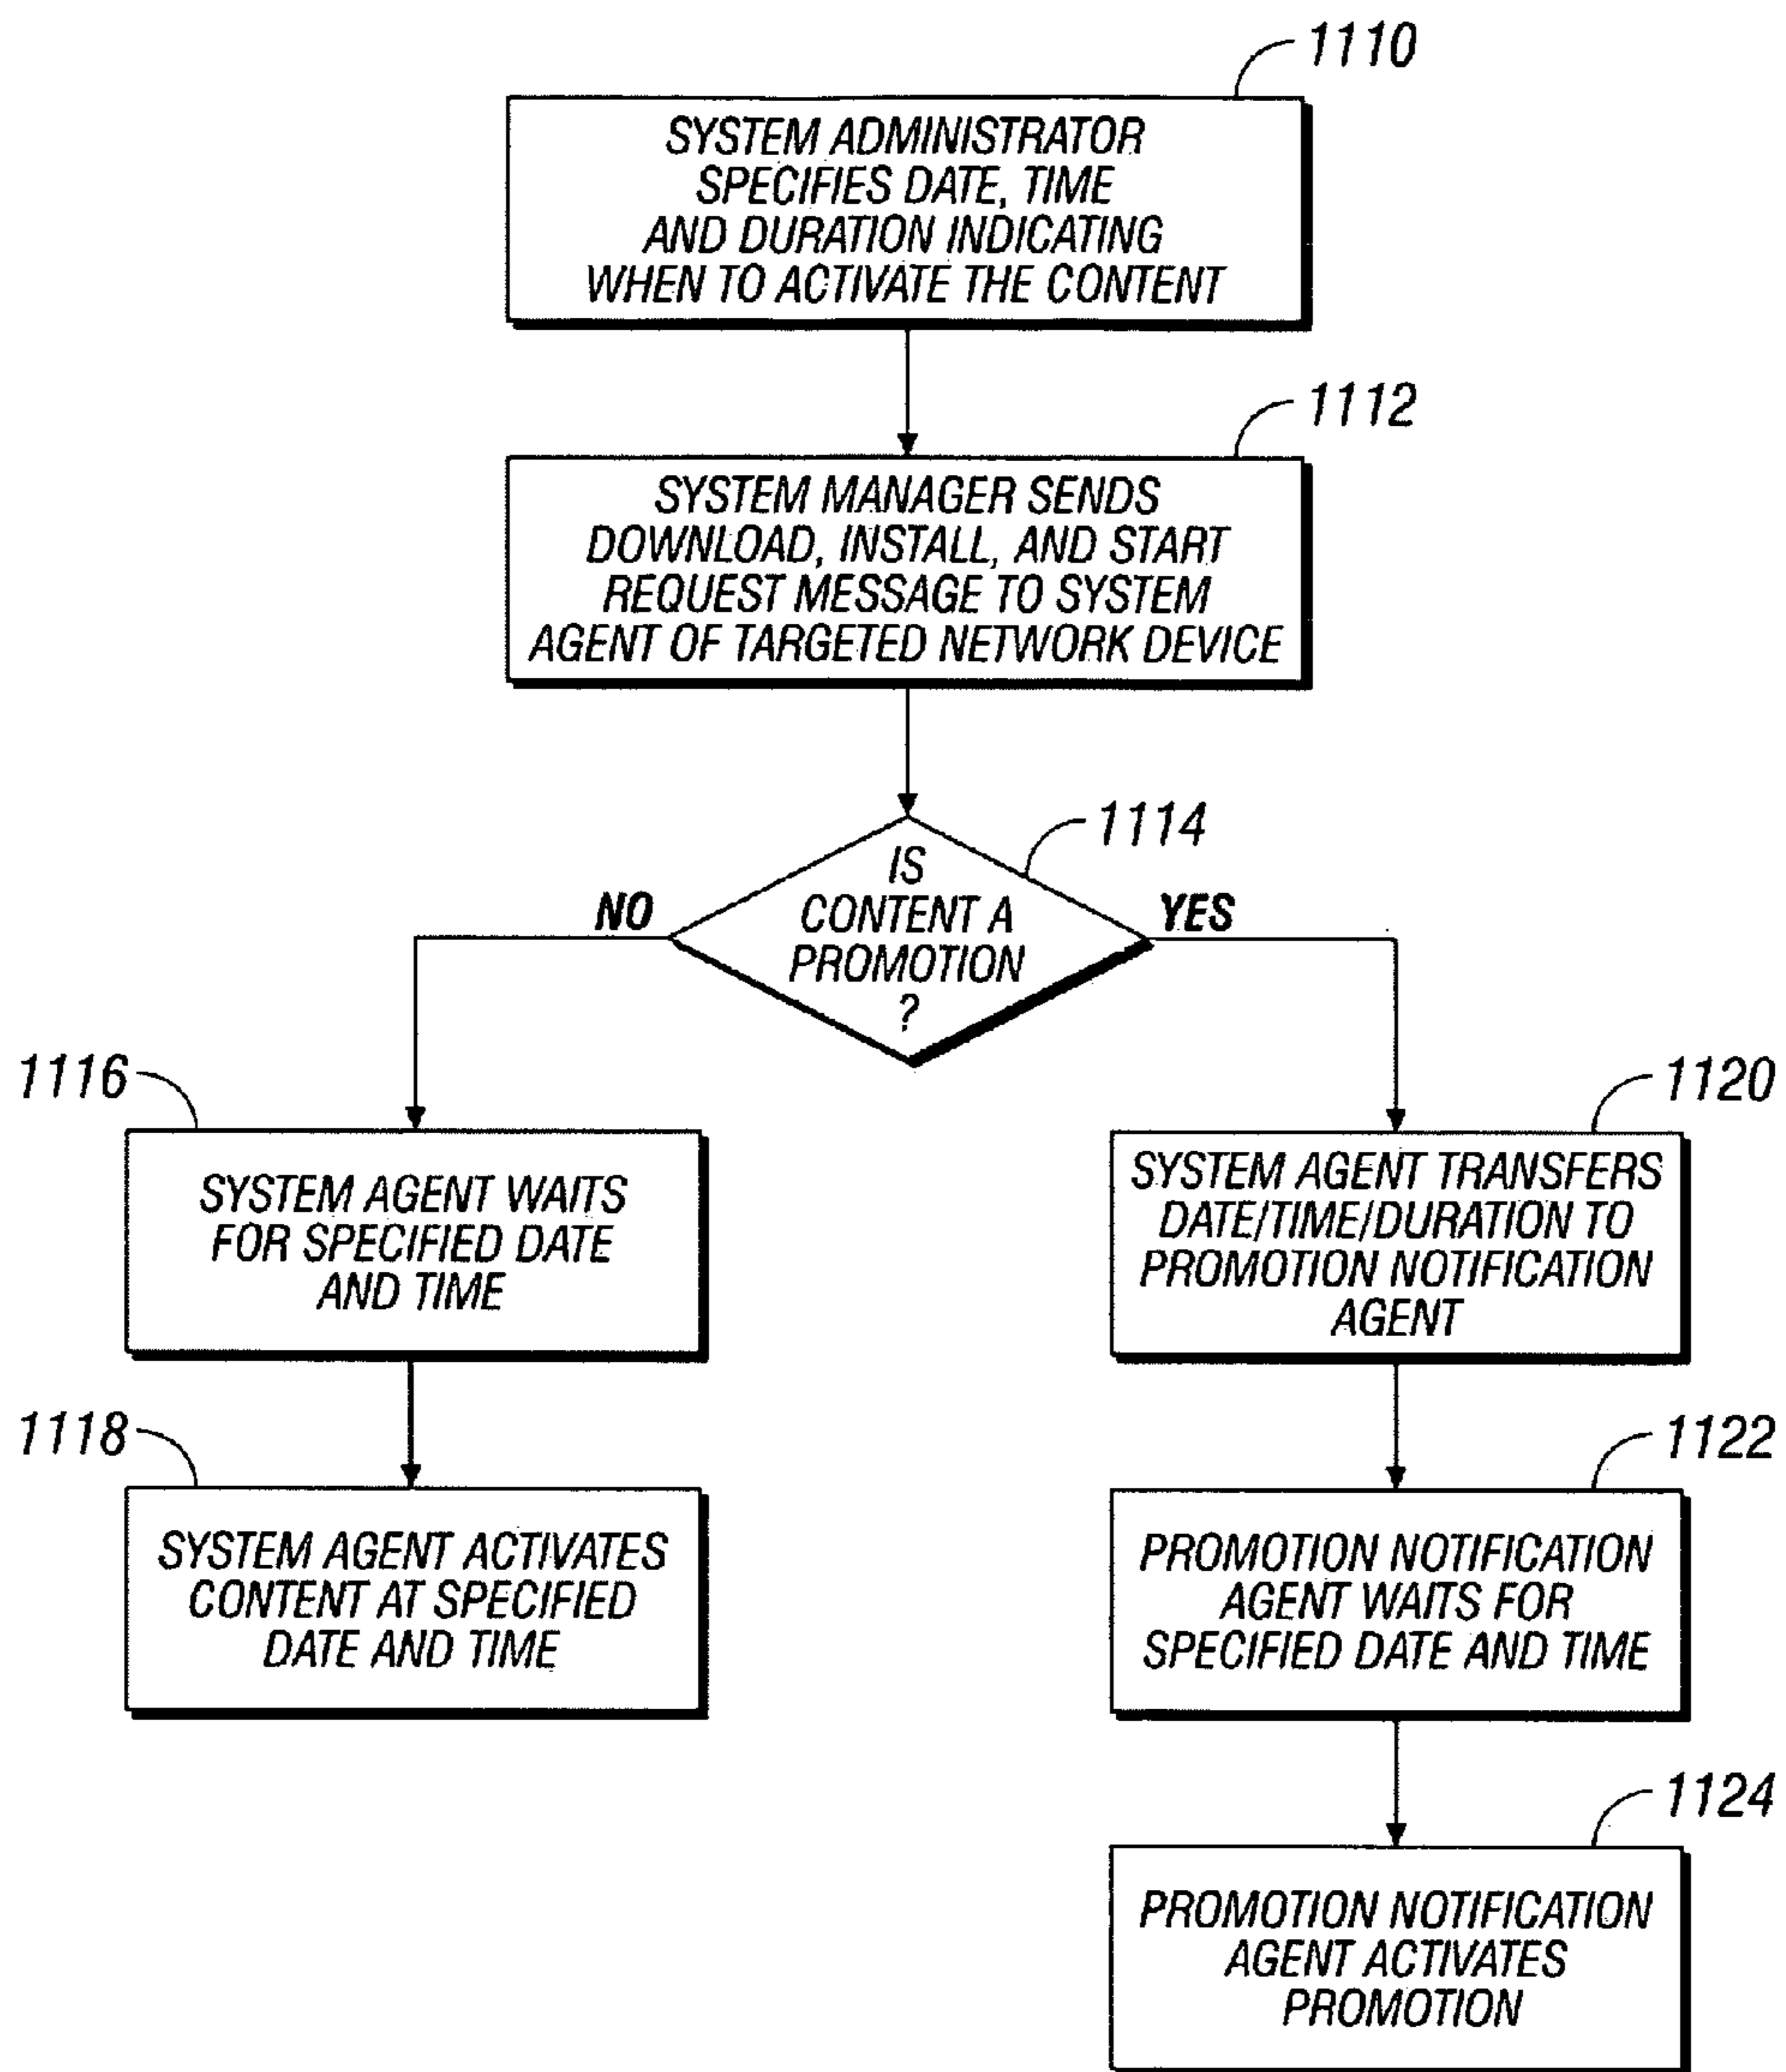 1110
SYSTEM ADMINISTRATOR
SPECIFIES DATE, TIME
AND DURATION INDICATING
WHEN TO ACTIVATE THE CONTENT
1112
SYSTEM MANAGER SENDS
DOWNLOAD, INSTALL, AND START
REQUEST MESSAGE TO SYSTEM
AGENT OF TARGETED NETWORK DEVICE
1114
IS
CONTENT A
PROMOTION
?
NO
YES
1116
SYSTEM AGENT WAITS
FOR SPECIFIED DATE
AND TIME
1118
SYSTEM AGENT ACTIVATES
CONTENT AT SPECIFIED
DATE AND TIME
1120
SYSTEM AGENT TRANSFERS
DATE/TIME/DURATION TO
PROMOTION NOTIFICATION
AGENT
1122
PROMOTION NOTIFICATION
AGENT WAITS FOR
SPECIFIED DATE AND TIME
1124
PROMOTION NOTIFICATION
AGENT ACTIVATES
PROMOTION